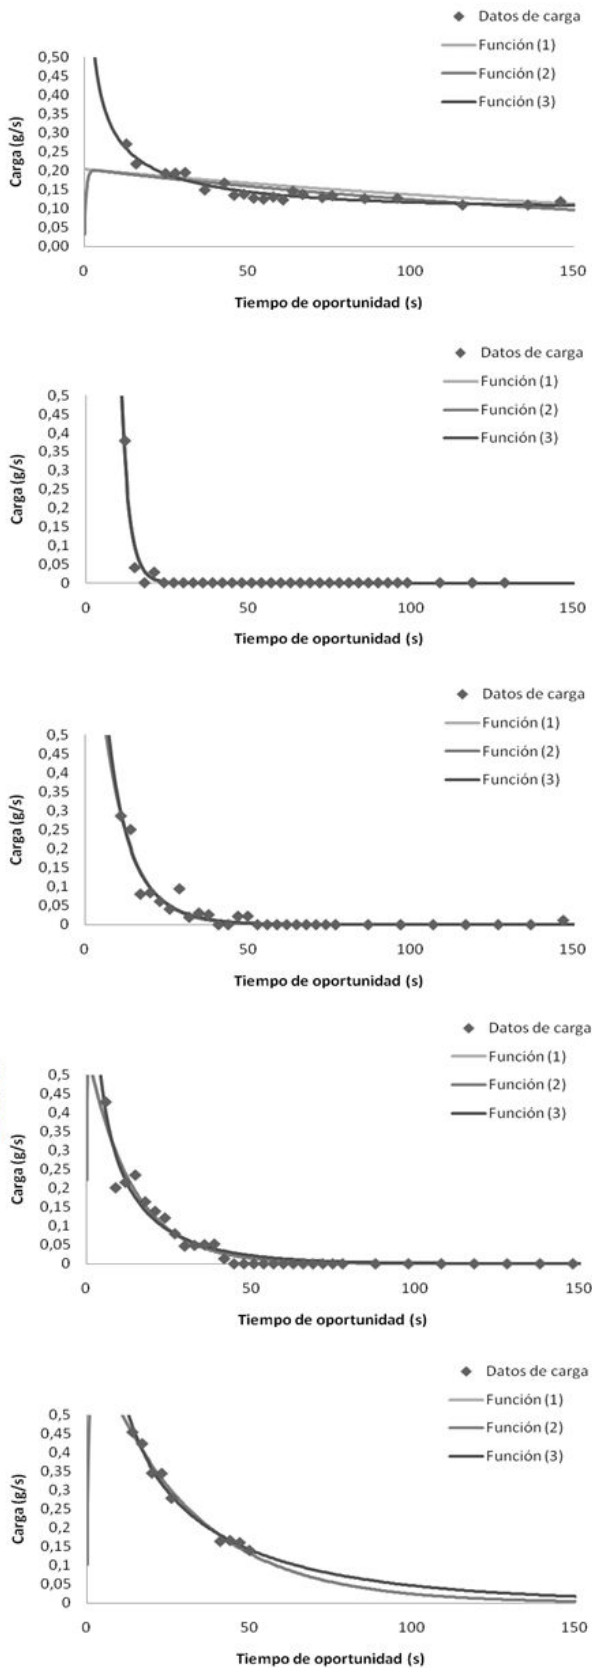 Datos de carga
Función (1)
Función (2)
Función (3)
Carga (g/s)
0,50
0,45
0,40
0,35
0,30
0,25
0,20
0,15
0,10
0,05
0,00
0 50 100 150
Tiempo de oportunidad (s)
Datos de carga
Función (1)
Función (2)
Función (3)
Carga (g/s)
0,5
0,45
0,4
0,35
0,3
0,25
0,2
0,15
0,1
0,05
0
0 50 100 150
Tiempo de oportunidad (s)
Datos de carga
Función (1)
Función (2)
Función (3)
Carga (g/s)
0,5
0,45
0,4
0,35
0,3
0,25
0,2
0,15
0,1
0,05
0
0 50 100 150
Tiempo de oportunidad (s)
Datos de carga
Función (1)
Función (2)
Función (3)
Carga (g/s)
0,5
0,45
0,4
0,35
0,3
0,25
0,2
0,15
0,1
0,05
0
0 50 100 150
Tiempo de oportunidad (s)
Datos de carga
Función (1)
Función (2)
Función (3)
Carga (g/s)
0,5
0,45
0,4
0,35
0,3
0,25
0,2
0,15
0,1
0,05
0
0 50 100 150
Tiempo de oportunidad (s)